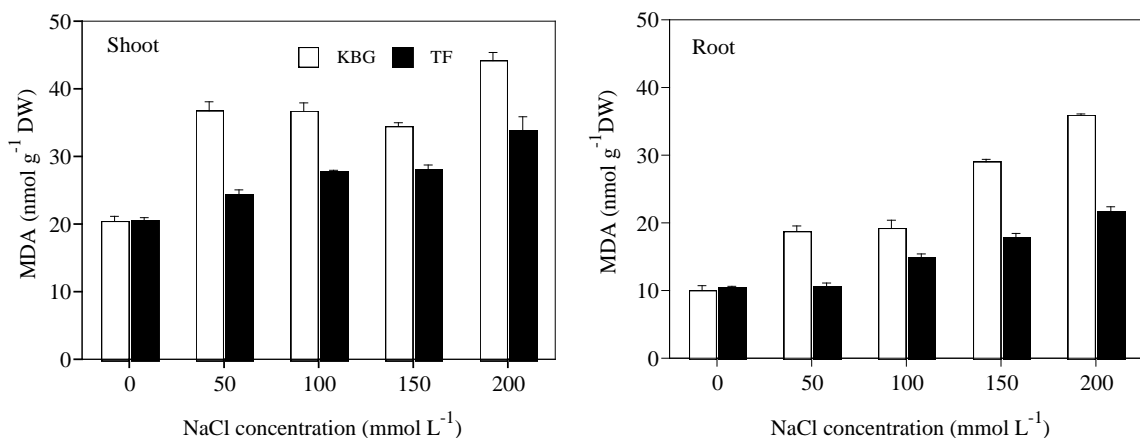 Shoot
KBG TF
50
40
30
20
10
0
MDA (nmol g⁻¹ DW)
0 50 100 150 200
NaCl concentration (mmol L⁻¹)
Root
50
40
30
20
10
0
MDA (nmol g⁻¹DW)
0 50 100 150 200
NaCl concentration (mmol L⁻¹)